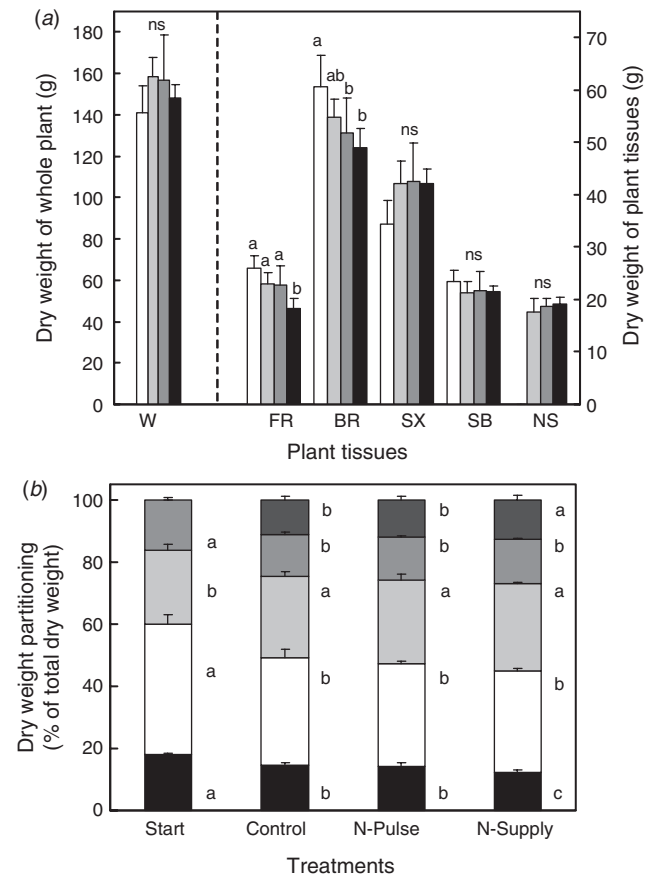 (a)
Dry weight of whole plant (g)
180
160
140
120
100
80
60
40
20
0
ns
a
a
a
b
a
ab
b
b
ns
ns
ns
70
60
50
40
30
20
10
0
Dry weight of plant tissues (g)
W FR BR SX SB NS
Plant tissues
(b)
Dry weight partitioning
(% of total dry weight)
100
80
60
40
20
0
a
b
a
a
b
b
a
b
b
b
b
a
b
b
a
b
a
b
c
Start Control N-Pulse N-Supply
Treatments